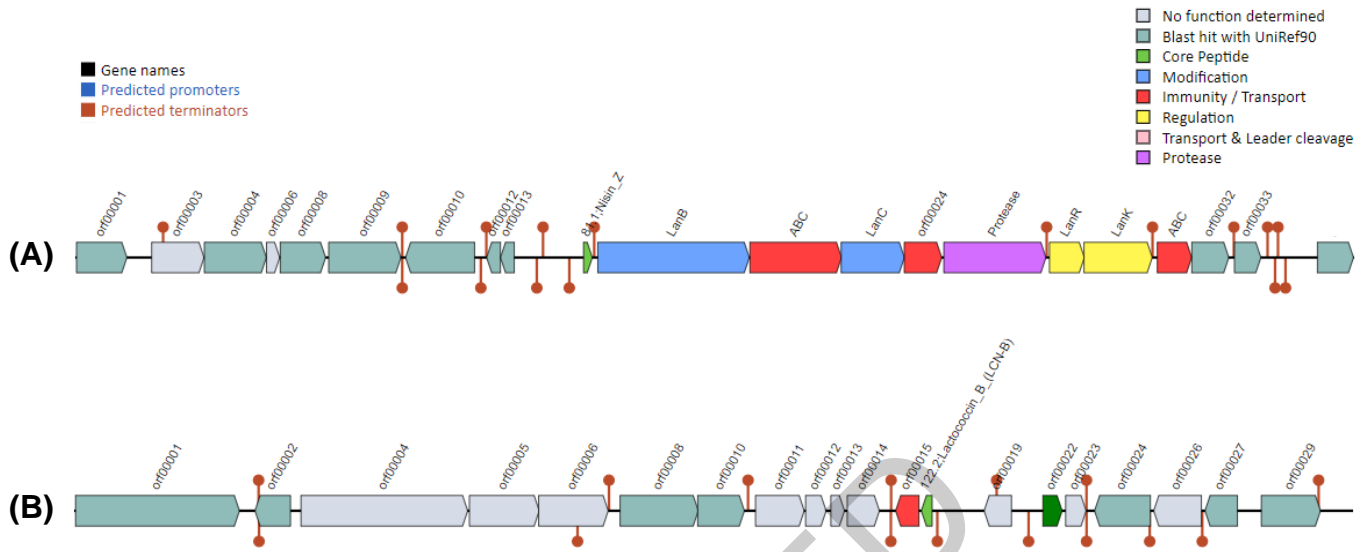 No function determined
Blast hit with UniRef90
Core Peptide
Modification
Immunity / Transport
Regulation
Transport & Leader cleavage
Protease
Gene names
Predicted promoters
Predicted terminators
(A)
orf00001
orf00003
orf00004
orf00006
orf00008
orf00009
orf00010
orf00012
orf00013
LanB
ABC
LanC
orf00024
Protease
LanR
LanK
ABC
orf00032
orf00033
(B)
orf00001
orf00002
orf00004
orf00005
orf00006
orf00008
orf00010
orf00011
orf00012
orf00013
orf00014
orf00015
122.2;Lactococcin_B_(LCN-B)
orf00019
orf00022
orf00023
orf00024
orf00026
orf00027
orf00029